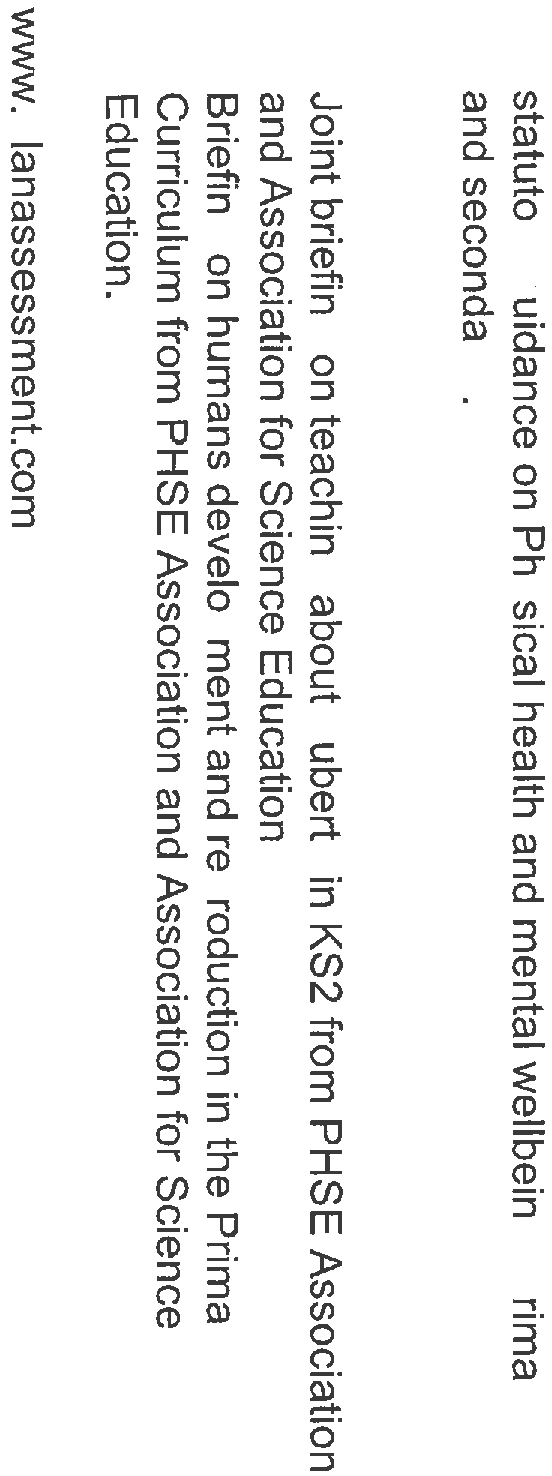 statuto uidance on Ph sical health and mental wellbein rima
and seconda .
Joint briefin on teachin about ubert in KS2 from PHSE Association
and Association for Science Education
Briefin on humans develo ment and re roduction in the Prima
Curriculum from PHSE Association and Association for Science
Education.
www. lanassessment.com